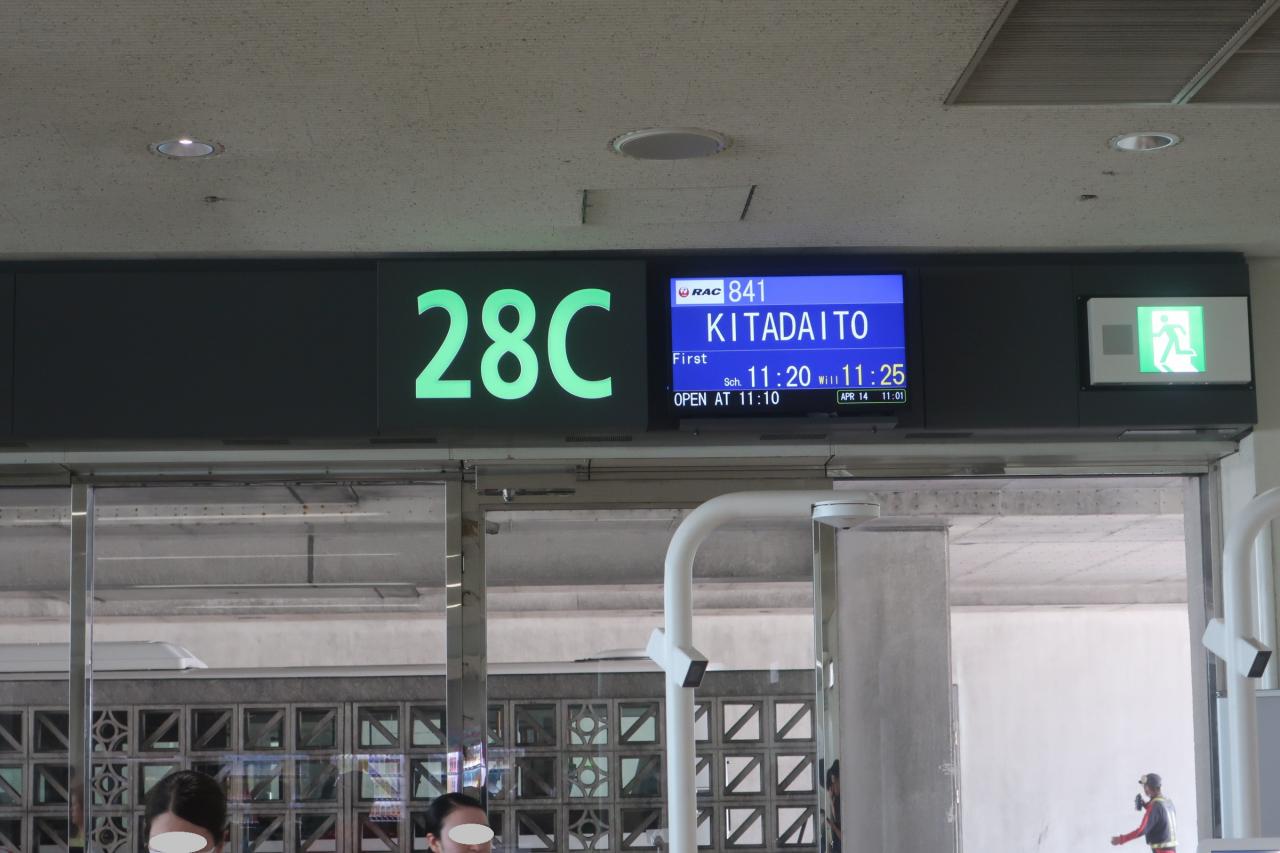 28C
RAC 841
KITADAITO
First
Sch. 11:20 Will 11:25
OPEN AT 11:10 APR 14 11:01